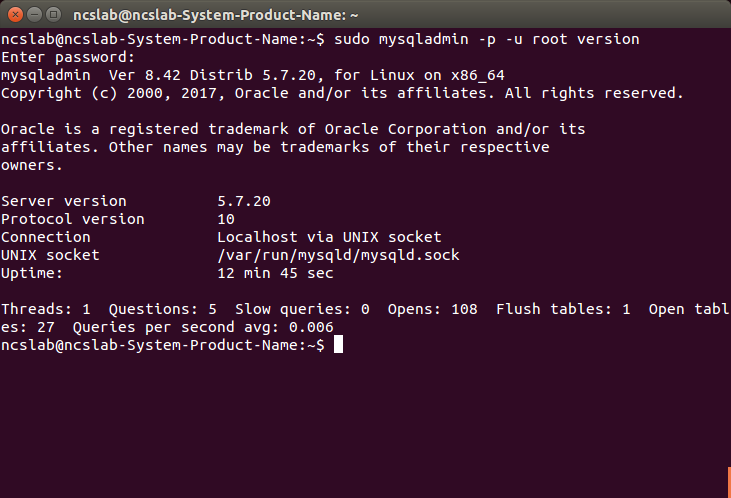 ncslab@ncslab-System-Product-Name: ~
ncslab@ncslab-System-Product-Name:~$ sudo mysqladmin -p -u root version
Enter password:
mysqladmin  Ver 8.42 Distrib 5.7.20, for Linux on x86_64
Copyright (c) 2000, 2017, Oracle and/or its affiliates. All rights reserved.

Oracle is a registered trademark of Oracle Corporation and/or its
affiliates. Other names may be trademarks of their respective
owners.

Server version          5.7.20
Protocol version        10
Connection              Localhost via UNIX socket
UNIX socket             /var/run/mysqld/mysqld.sock
Uptime:                 12 min 45 sec

Threads: 1  Questions: 5  Slow queries: 0  Opens: 108  Flush tables: 1  Open tabl
es: 27  Queries per second avg: 0.006
ncslab@ncslab-System-Product-Name:~$